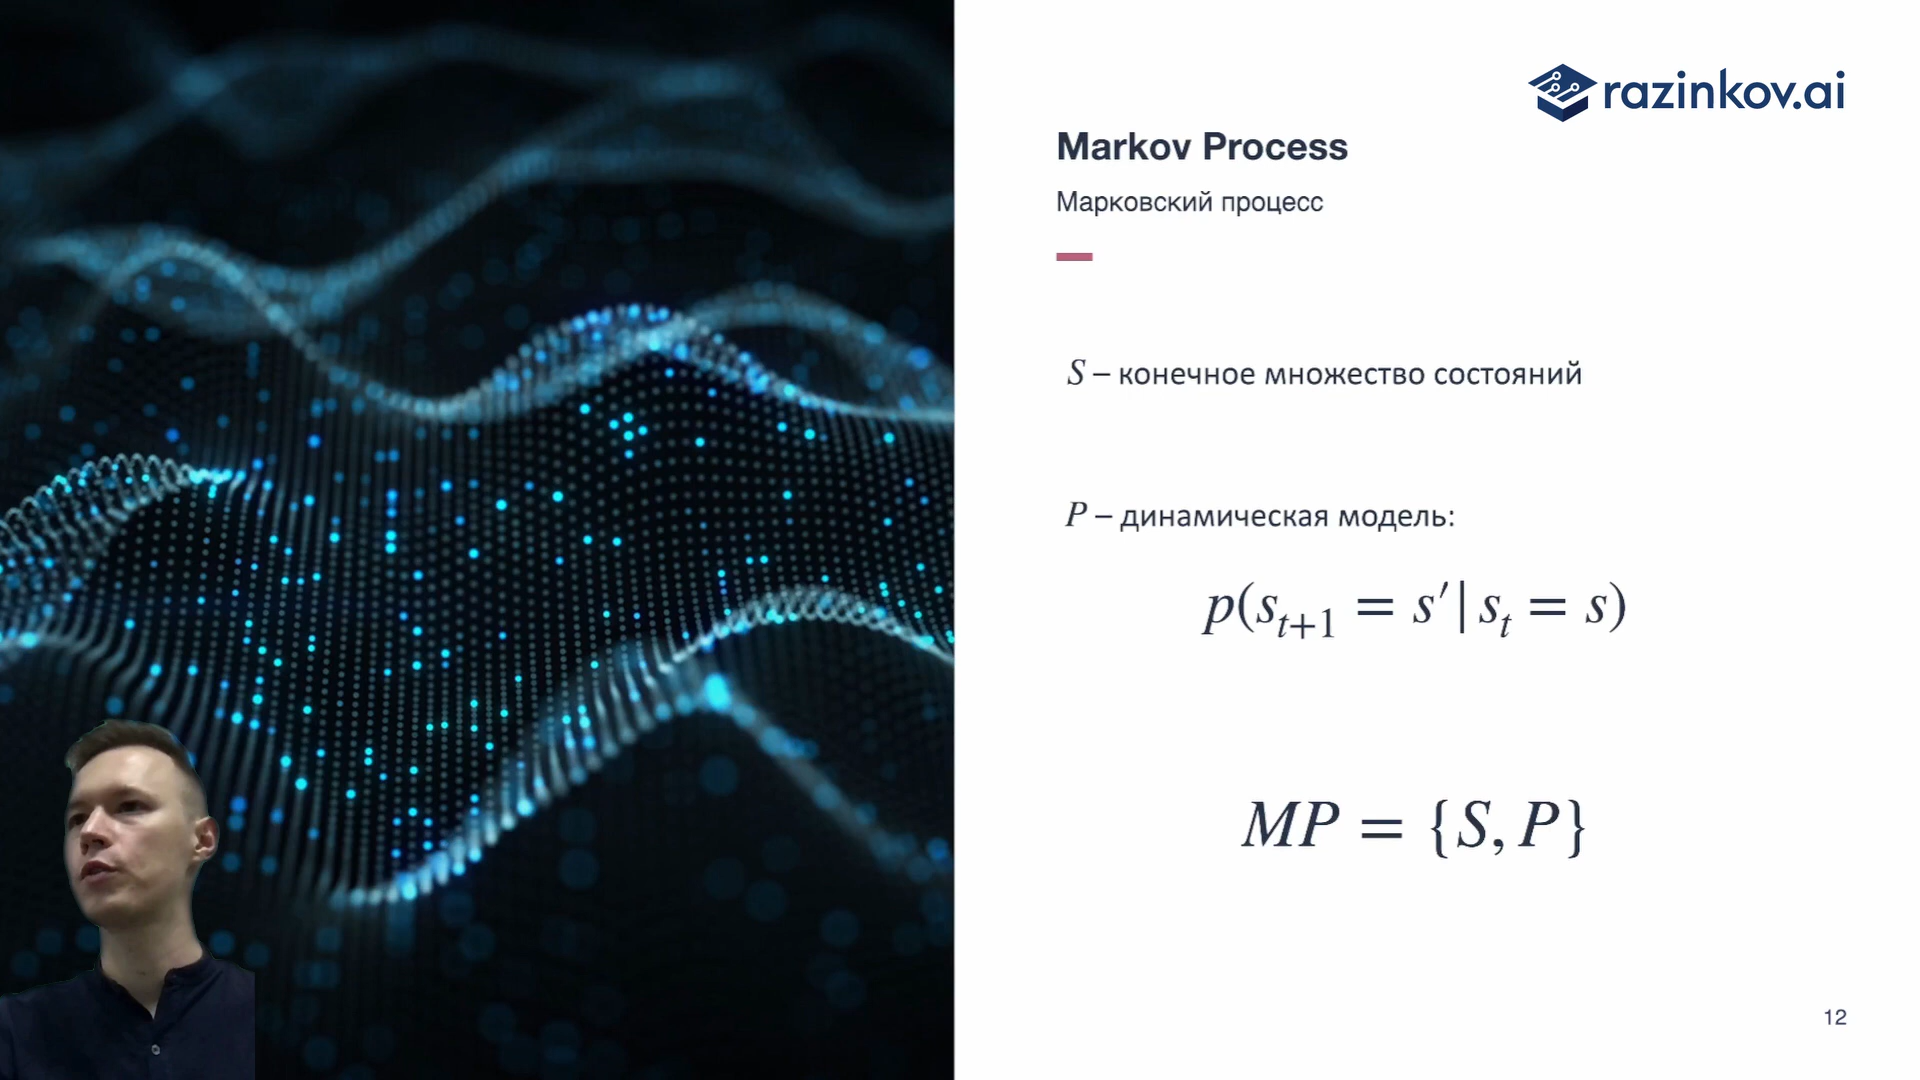 razinkov.ai
Markov Process
Марковский процесс
S – конечное множество состояний
P – динамическая модель:
p(s_{t+1} = s′ | s_t = s)
MP = {S, P}
12